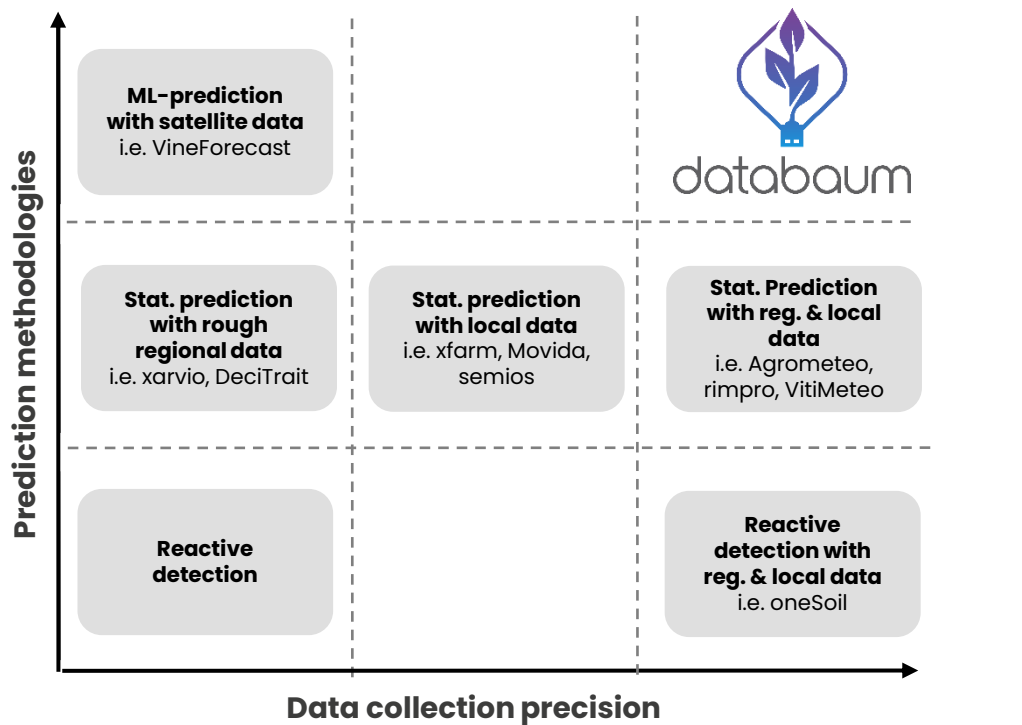 ML-prediction
with satellite data
i.e. VineForecast
databaum
Prediction methodologies
Stat. prediction
with rough
regional data
i.e. xarvio, DeciTrait
Stat. prediction
with local data
i.e. xfarm, Movida,
semios
Stat. Prediction
with reg. & local
data
i.e. Agrometeo,
rimpro, VitiMeteo
Reactive
detection
Reactive
detection with
reg. & local data
i.e. oneSoil
Data collection precision